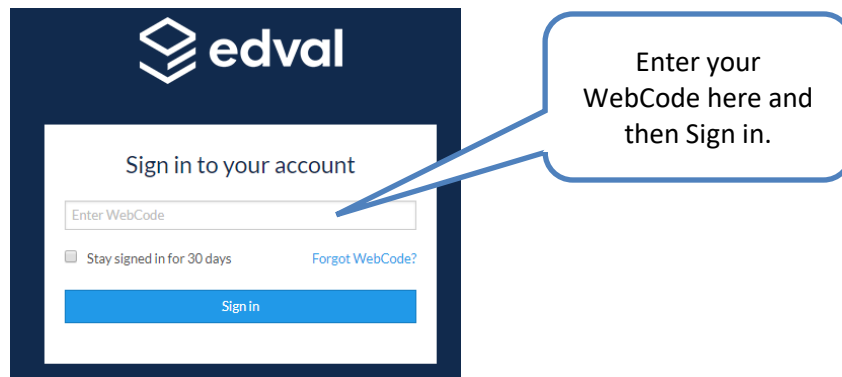 edval
Sign in to your account
Enter WebCode
Stay signed in for 30 days
Forgot WebCode?
Sign in
Enter your
WebCode here and
then Sign in.